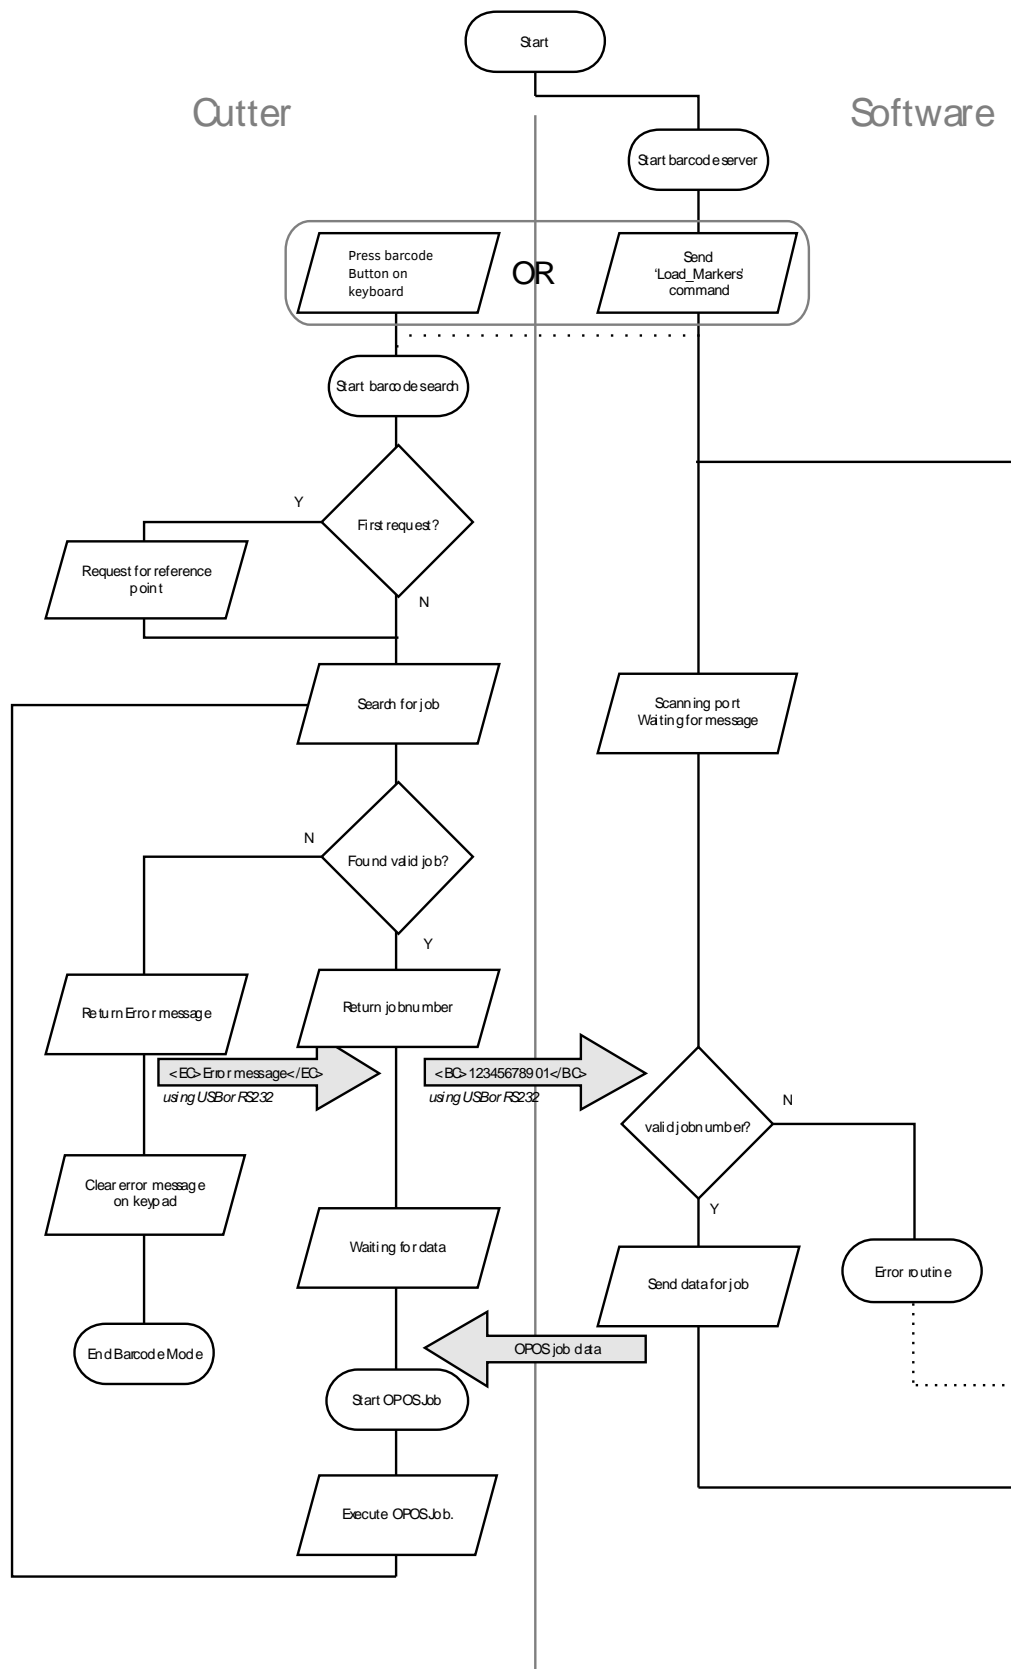 Start
Cutter
Software
Start barcode server
Press barcode
Button on
keyboard
OR
Send
'Load_Markers'
command
Start barcode search
Y
First request?
Request for reference
point
N
Search for job
Scanning port
Waiting for message
N
Found valid job?
Y
Return Error message
Return jobnumber
<EC>Error message</EC>
using USB or RS232
<BC>12345678901</BC>
using USB or RS232
N
valid jobnumber?
Y
Clear error message
on keypad
Waiting for data
Send data for job
Error routine
End Barcode Mode
OPOS job data
Start OPOS Job
Execute OPOS Job.